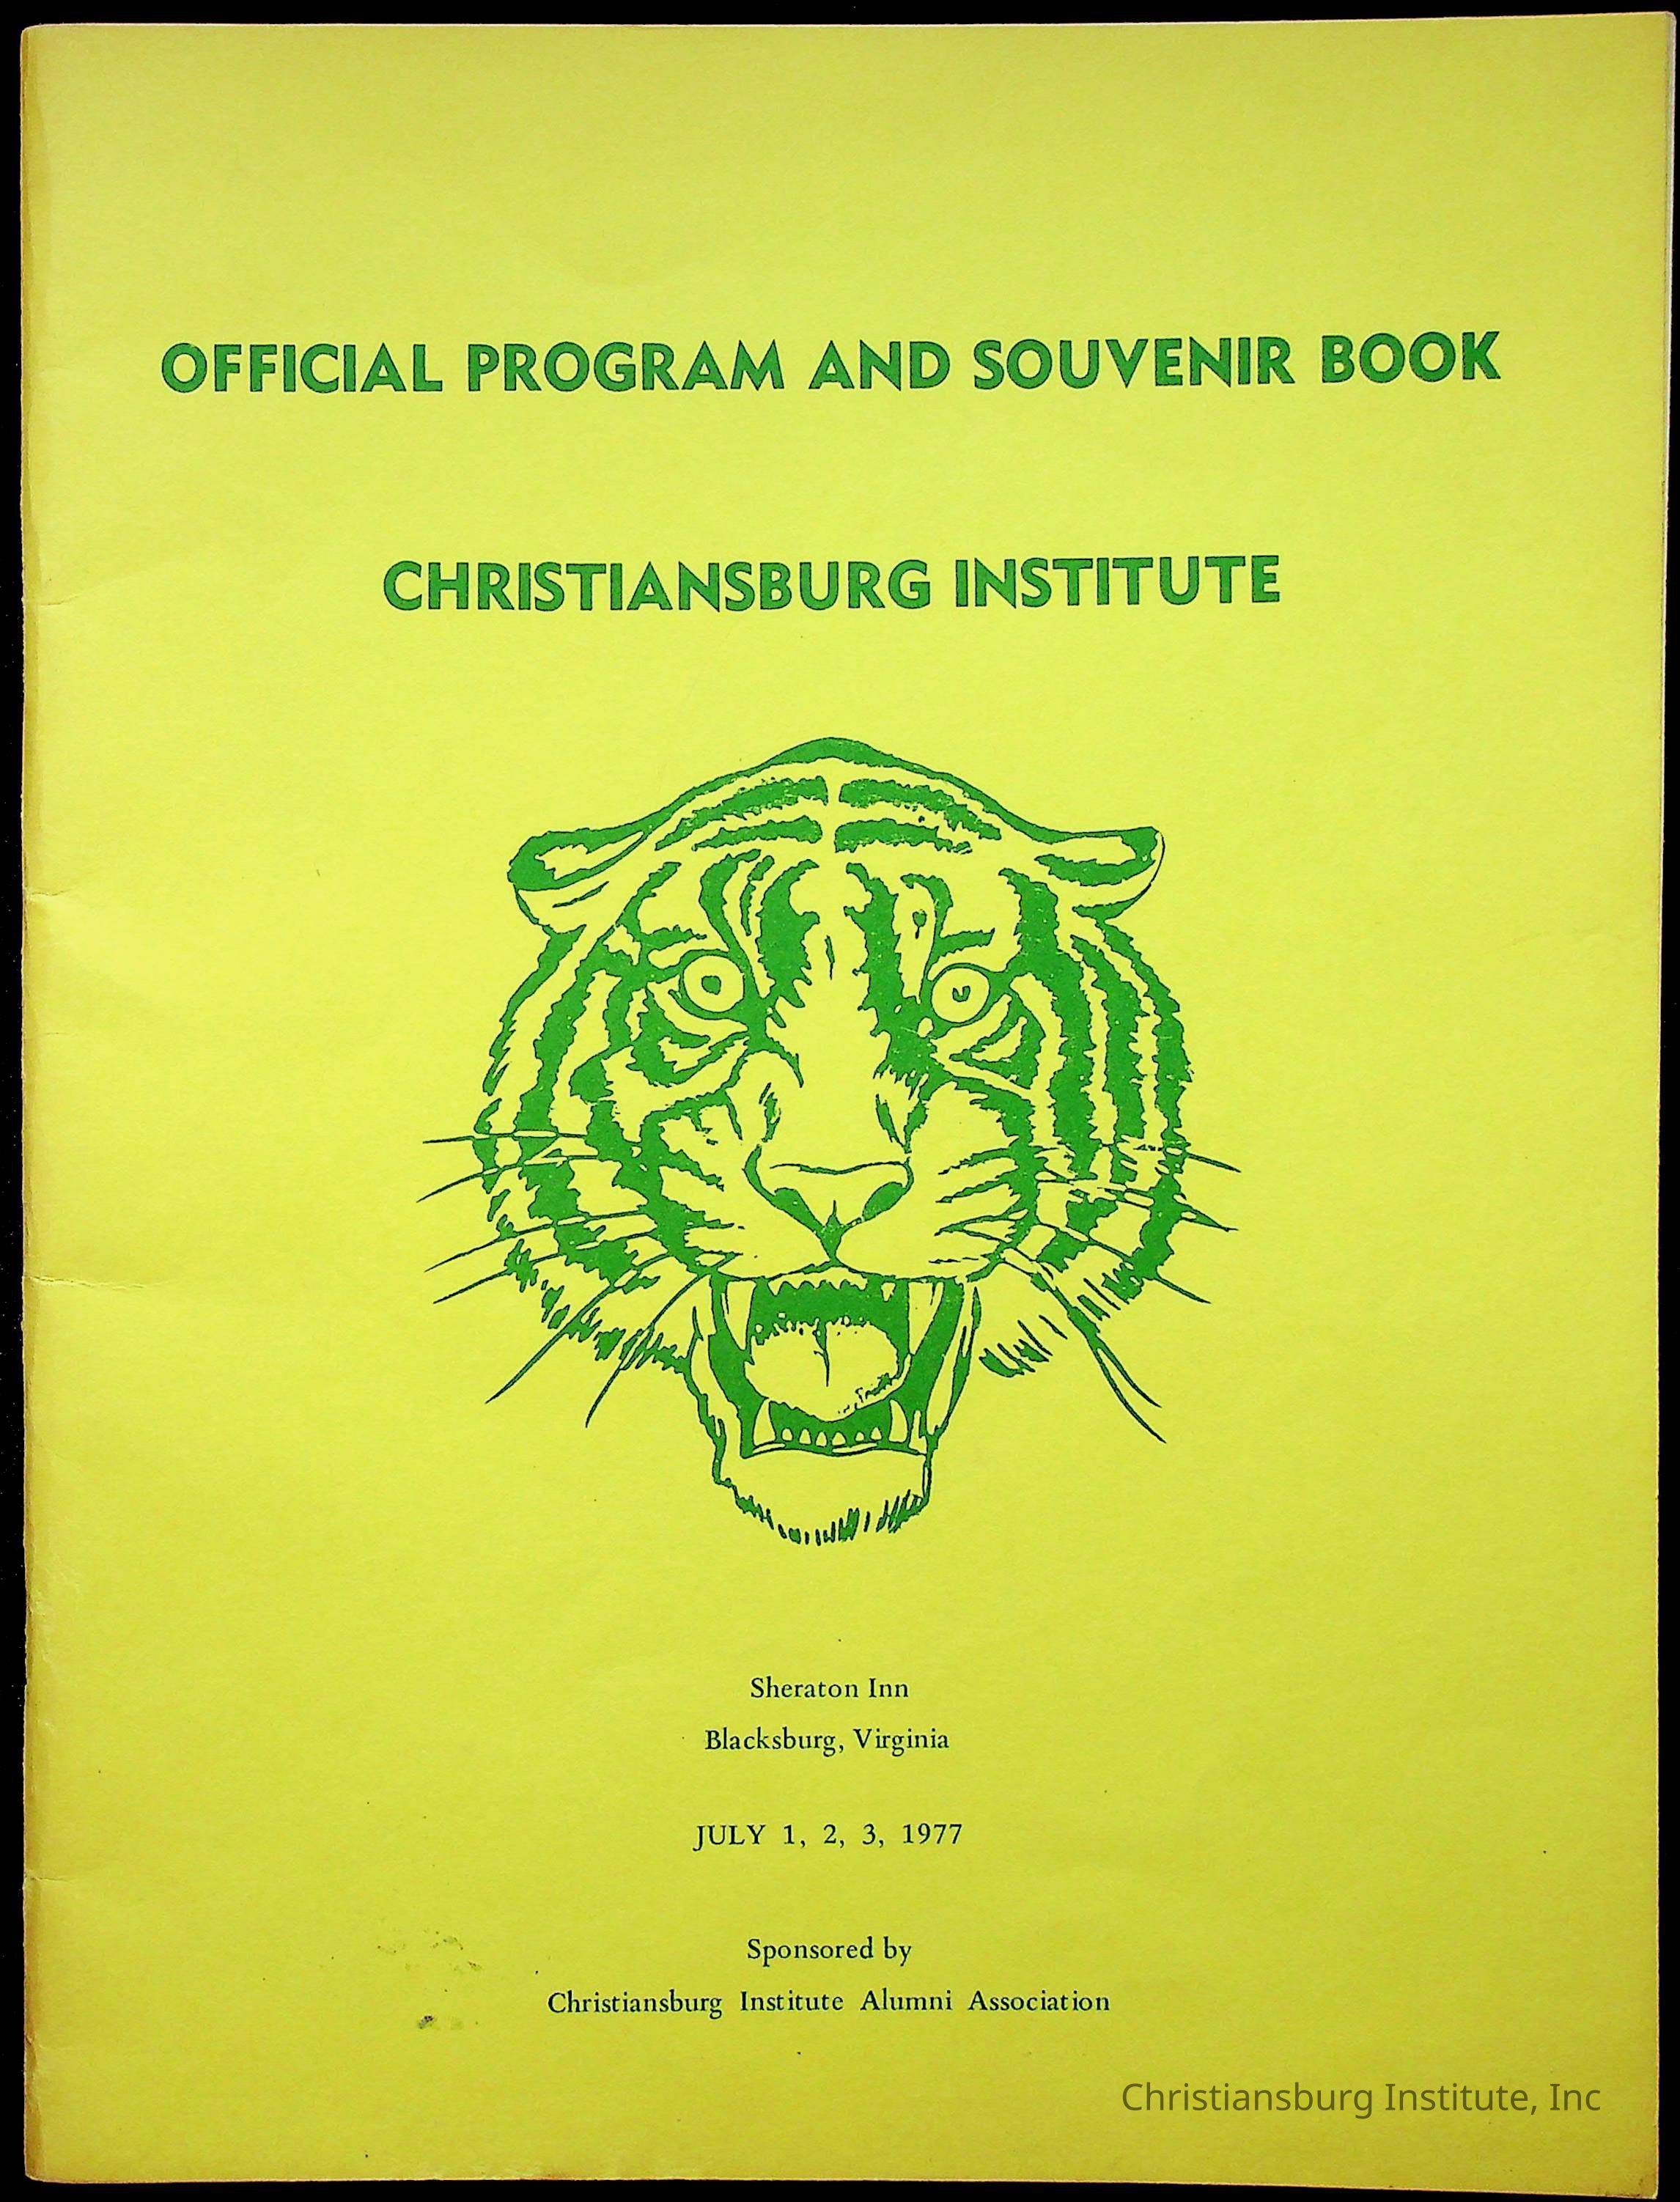 OFFICIAL PROGRAM AND SOUVENIR BOOK
CHRISTIANSBURG INSTITUTE
Sheraton Inn
Blacksburg, Virginia
JULY 1, 2, 3, 1977
Sponsored by
Christiansburg Institute Alumni Association
Christiansburg Institute, Inc